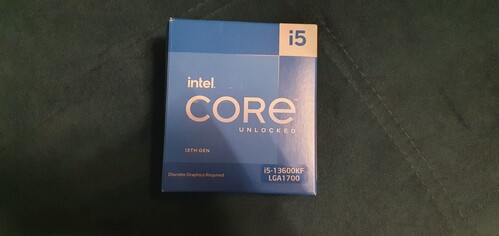 i5
intel.
CORE
UNLOCKED
13TH GEN
Discrete Graphics Required
i5-13600KF
LGA1700